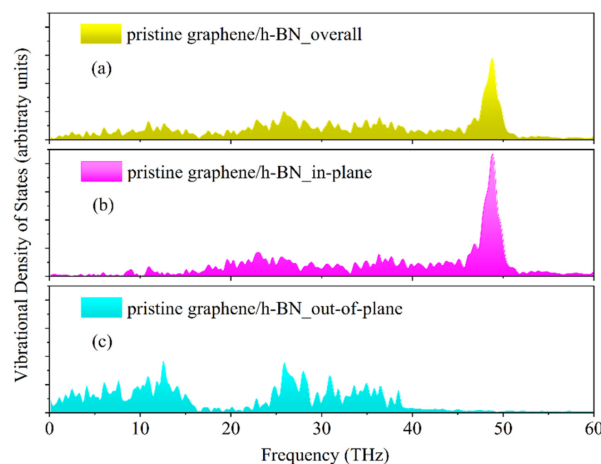 pristine graphene/h-BN_overall
(a)
pristine graphene/h-BN_in-plane
(b)
pristine graphene/h-BN_out-of-plane
(c)
Vibrational Density of States (arbitraty units)
0 10 20 30 40 50 60
Frequency (THz)